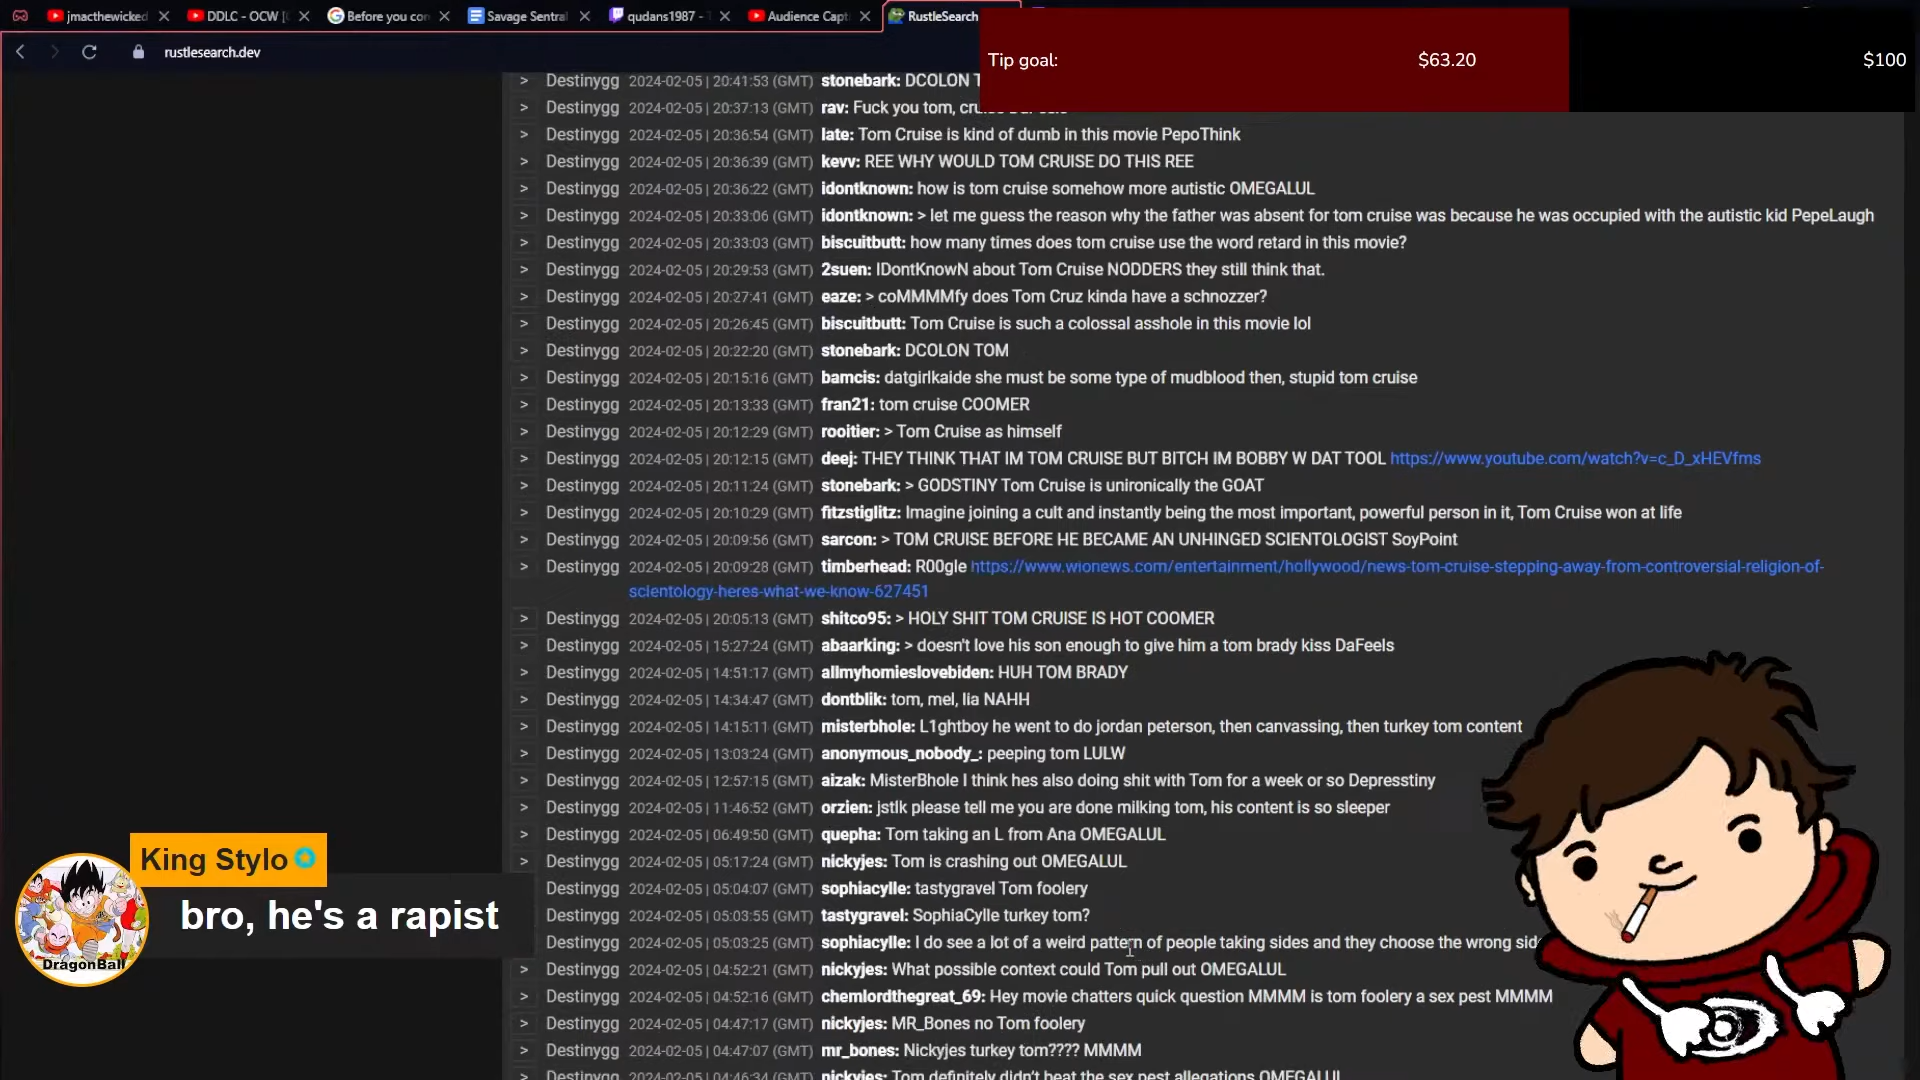 jmacthewicked
DDLC - OCW [
Before you con
Savage Sentral
qudans1987 - T
Audience Capt
RustleSearch
rustlesearch.dev
Tip goal: $63.20 $100
> Destinygg 2024-02-05 | 20:41:53 (GMT) stonebark: DCOLON T
> Destinygg 2024-02-05 | 20:37:13 (GMT) rav: Fuck you tom,
> Destinygg 2024-02-05 | 20:36:54 (GMT) late: Tom Cruise is kind of dumb in this movie PepoThink
> Destinygg 2024-02-05 | 20:36:39 (GMT) kevv: REE WHY WOULD TOM CRUISE DO THIS REE
> Destinygg 2024-02-05 | 20:36:22 (GMT) idontknown: how is tom cruise somehow more autistic OMEGALUL
> Destinygg 2024-02-05 | 20:33:06 (GMT) idontknown: > let me guess the reason why the father was absent for tom cruise was because he was occupied with the autistic kid PepeLaugh
> Destinygg 2024-02-05 | 20:33:03 (GMT) biscuitbutt: how many times does tom cruise use the word retard in this movie?
> Destinygg 2024-02-05 | 20:29:53 (GMT) 2suen: IDontKnowN about Tom Cruise NODDERS they still think that.
> Destinygg 2024-02-05 | 20:27:41 (GMT) eaze: > coMMMMfy does Tom Cruz kinda have a schnozzer?
> Destinygg 2024-02-05 | 20:26:45 (GMT) biscuitbutt: Tom Cruise is such a colossal asshole in this movie lol
> Destinygg 2024-02-05 | 20:22:20 (GMT) stonebark: DCOLON TOM
> Destinygg 2024-02-05 | 20:15:16 (GMT) bamcis: datgirlkaide she must be some type of mudblood then, stupid tom cruise
> Destinygg 2024-02-05 | 20:13:33 (GMT) fran21: tom cruise COOMER
> Destinygg 2024-02-05 | 20:12:29 (GMT) rooitier: > Tom Cruise as himself
> Destinygg 2024-02-05 | 20:12:15 (GMT) deej: THEY THINK THAT IM TOM CRUISE BUT BITCH IM BOBBY W DAT TOOL https://www.youtube.com/watch?v=c_D_xHEVfms
> Destinygg 2024-02-05 | 20:11:24 (GMT) stonebark: > GODSTINY Tom Cruise is unironically the GOAT
> Destinygg 2024-02-05 | 20:10:29 (GMT) fitzstiglitz: Imagine joining a cult and instantly being the most important, powerful person in it, Tom Cruise won at life
> Destinygg 2024-02-05 | 20:09:56 (GMT) sarcon: > TOM CRUISE BEFORE HE BECAME AN UNHINGED SCIENTOLOGIST SoyPoint
> Destinygg 2024-02-05 | 20:09:28 (GMT) timberhead: R00gle https://www.wionews.com/entertainment/hollywood/news-tom-cruise-stepping-away-from-controversial-religion-of-
scientology-heres-what-we-know-627451
> Destinygg 2024-02-05 | 20:05:13 (GMT) shitco95: > HOLY SHIT TOM CRUISE IS HOT COOMER
> Destinygg 2024-02-05 | 15:27:24 (GMT) abaarking: > doesn't love his son enough to give him a tom brady kiss DaFeels
> Destinygg 2024-02-05 | 14:51:17 (GMT) allmyhomieslovebiden: HUH TOM BRADY
> Destinygg 2024-02-05 | 14:34:47 (GMT) dontblik: tom, mel, lia NAHH
> Destinygg 2024-02-05 | 14:15:11 (GMT) misterbhole: L1ghtboy he went to do jordan peterson, then canvassing, then turkey tom content
> Destinygg 2024-02-05 | 13:03:24 (GMT) anonymous_nobody_: peeping tom LULW
> Destinygg 2024-02-05 | 12:57:15 (GMT) aizak: MisterBhole I think hes also doing shit with Tom for a week or so Depresstiny
> Destinygg 2024-02-05 | 11:46:52 (GMT) orzien: jstlk please tell me you are done milking tom, his content is so sleeper
> Destinygg 2024-02-05 | 06:49:50 (GMT) quepha: Tom taking an L from Ana OMEGALUL
> Destinygg 2024-02-05 | 05:17:24 (GMT) nickyjes: Tom is crashing out OMEGALUL
> Destinygg 2024-02-05 | 05:04:07 (GMT) sophiacylle: tastygravel Tom foolery
> Destinygg 2024-02-05 | 05:03:55 (GMT) tastygravel: SophiaCylle turkey tom?
Destinygg 2024-02-05 | 05:03:25 (GMT) sophiacylle: I do see a lot of a weird pattern of people taking sides and they choose the wrong sid
> Destinygg 2024-02-05 | 04:52:21 (GMT) nickyjes: What possible context could Tom pull out OMEGALUL
> Destinygg 2024-02-05 | 04:52:16 (GMT) chemlordthegreat_69: Hey movie chatters quick question MMMM is tom foolery a sex pest MMMM
> Destinygg 2024-02-05 | 04:47:17 (GMT) nickyjes: MR_Bones no Tom foolery
> Destinygg 2024-02-05 | 04:47:07 (GMT) mr_bones: Nickyjes turkey tom???? MMMM
> Destinygg 2024-02-05 | 04:46:34 (GMT) nickyjes: Tom definitely didn't beat the sex pest allegations OMEGALUL
King Stylo
bro, he's a rapist
DragonBall